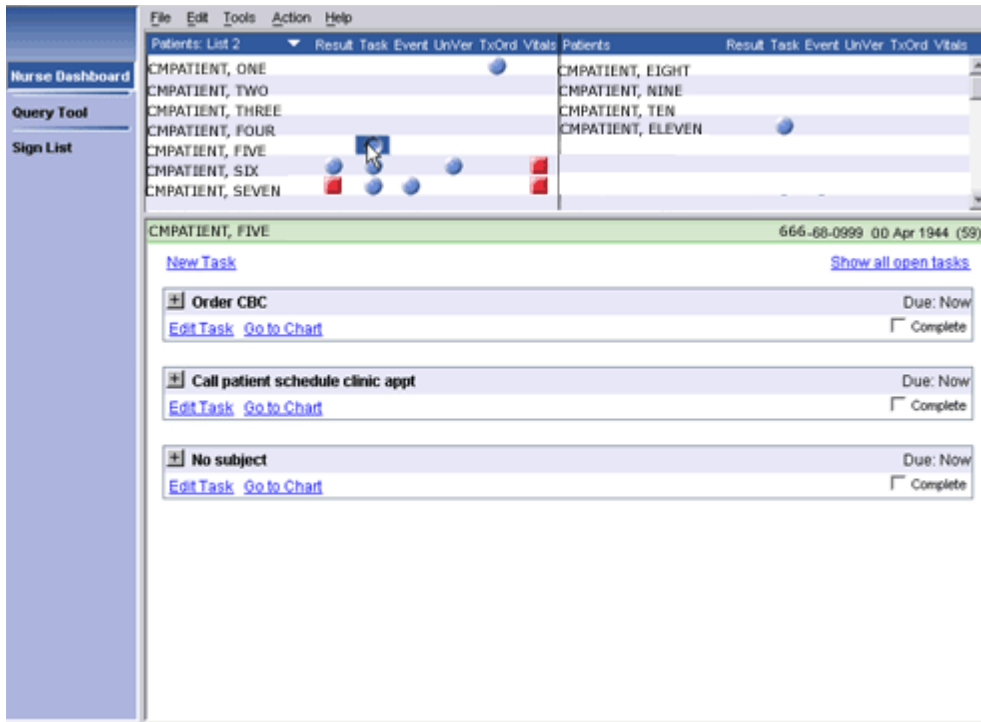 File Edit Tools Action Help
Patients: List 2 Result Task Event UnVer TxOrd Vitals Patients Result Task Event UnVer TxOrd Vitals
Nurse Dashboard
Query Tool
Sign List
CMPATIENT, ONE
CMPATIENT, TWO
CMPATIENT, THREE
CMPATIENT, FOUR
CMPATIENT, FIVE
CMPATIENT, SIX
CMPATIENT, SEVEN
CMPATIENT, EIGHT
CMPATIENT, NINE
CMPATIENT, TEN
CMPATIENT, ELEVEN
CMPATIENT, FIVE 666-68-0999 00 Apr 1944 (59)
New Task Show all open tasks
Order CBC Due: Now
Edit Task Go to Chart Complete
Call patient schedule clinic appt Due: Now
Edit Task Go to Chart Complete
No subject Due: Now
Edit Task Go to Chart Complete